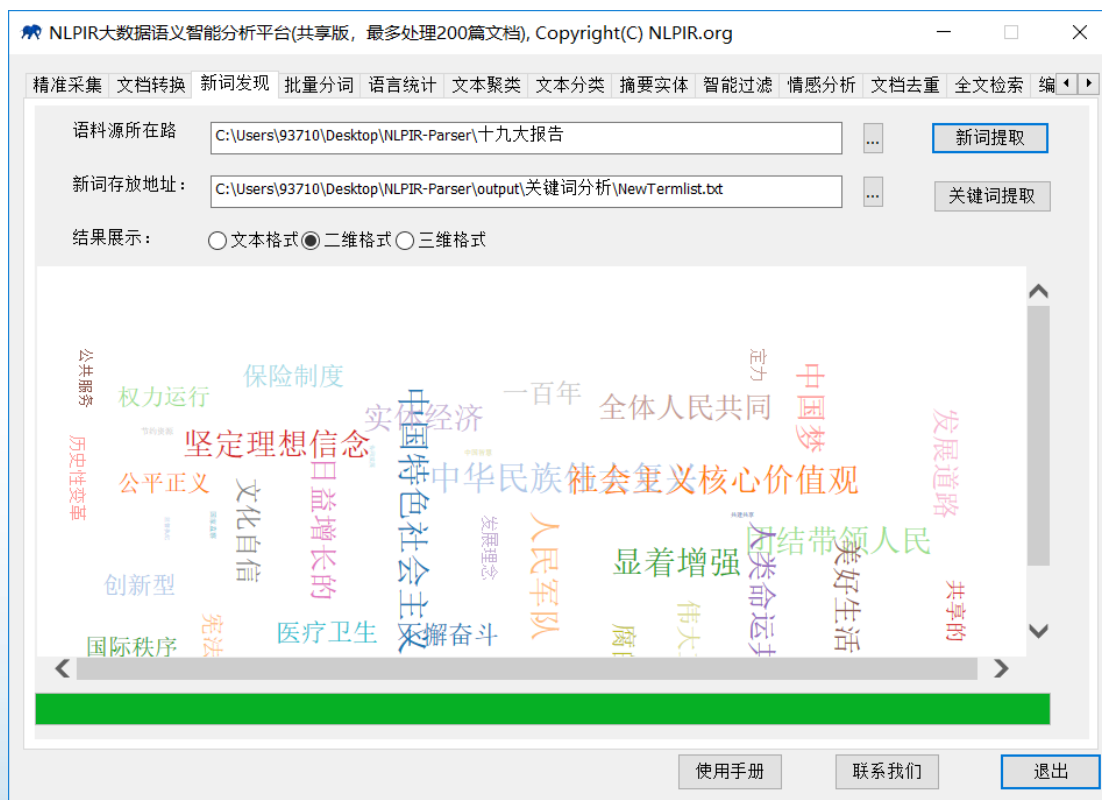 NLPIR大数据语义智能分析平台(共享版，最多处理200篇文档), Copyright(C) NLPIR.org
精准采集 文档转换 新词发现 批量分词 语言统计 文本聚类 文本分类 摘要实体 智能过滤 情感分析 文档去重 全文检索 编
语料源所在路 C:\Users\93710\Desktop\NLPIR-Parser\十九大报告 ... 新词提取
新词存放地址： C:\Users\93710\Desktop\NLPIR-Parser\output\关键词分析\NewTermlist.txt ... 关键词提取
结果展示： 文本格式 二维格式 三维格式
公共服务
保险制度
定力
中国梦
权力运行
一百年
实体经济
全体人民共同
中国特色社会主义
发展道路
坚定理想信念
历史性变革
日益增长的
中华民族伟大复兴
社会主义核心价值观
公平正义
文化自信
发展理念
人民军队
团结带领人民
人类命运共
显着增强
美好生活
创新型
共享的
宪法
医疗卫生
不懈奋斗
伟大
国际秩序
使用手册 联系我们 退出